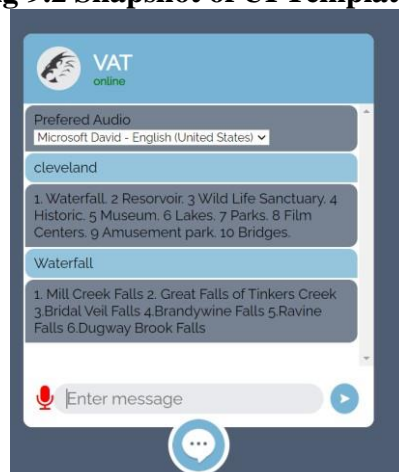 VAT
online
Prefered Audio
Microsoft David - English (United States)
cleveland
1. Waterfall. 2 Resorvoir. 3 Wild Life Sanctuary. 4
Historic. 5 Museum. 6 Lakes. 7 Parks. 8 Film
Centers. 9 Amusement park. 10 Bridges.
Waterfall
1. Mill Creek Falls 2. Great Falls of Tinkers Creek
3.Bridal Veil Falls 4.Brandywine Falls 5.Ravine
Falls 6.Dugway Brook Falls
Enter message